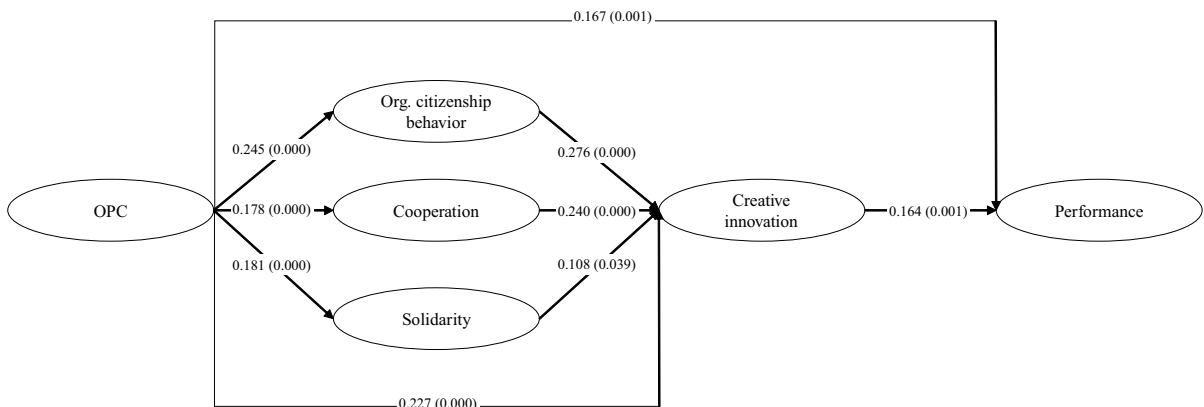 0.167 (0.001)
Org. citizenship
behavior
0.245 (0.000)
0.276 (0.000)
OPC
0.178 (0.000)
Cooperation
0.240 (0.000)
Creative
innovation
0.164 (0.001)
Performance
0.181 (0.000)
0.108 (0.039)
Solidarity
0.227 (0.000)